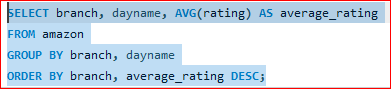 SELECT branch, dayname, AVG(rating) AS average_rating
FROM amazon
GROUP BY branch, dayname
ORDER BY branch, average_rating DESC;